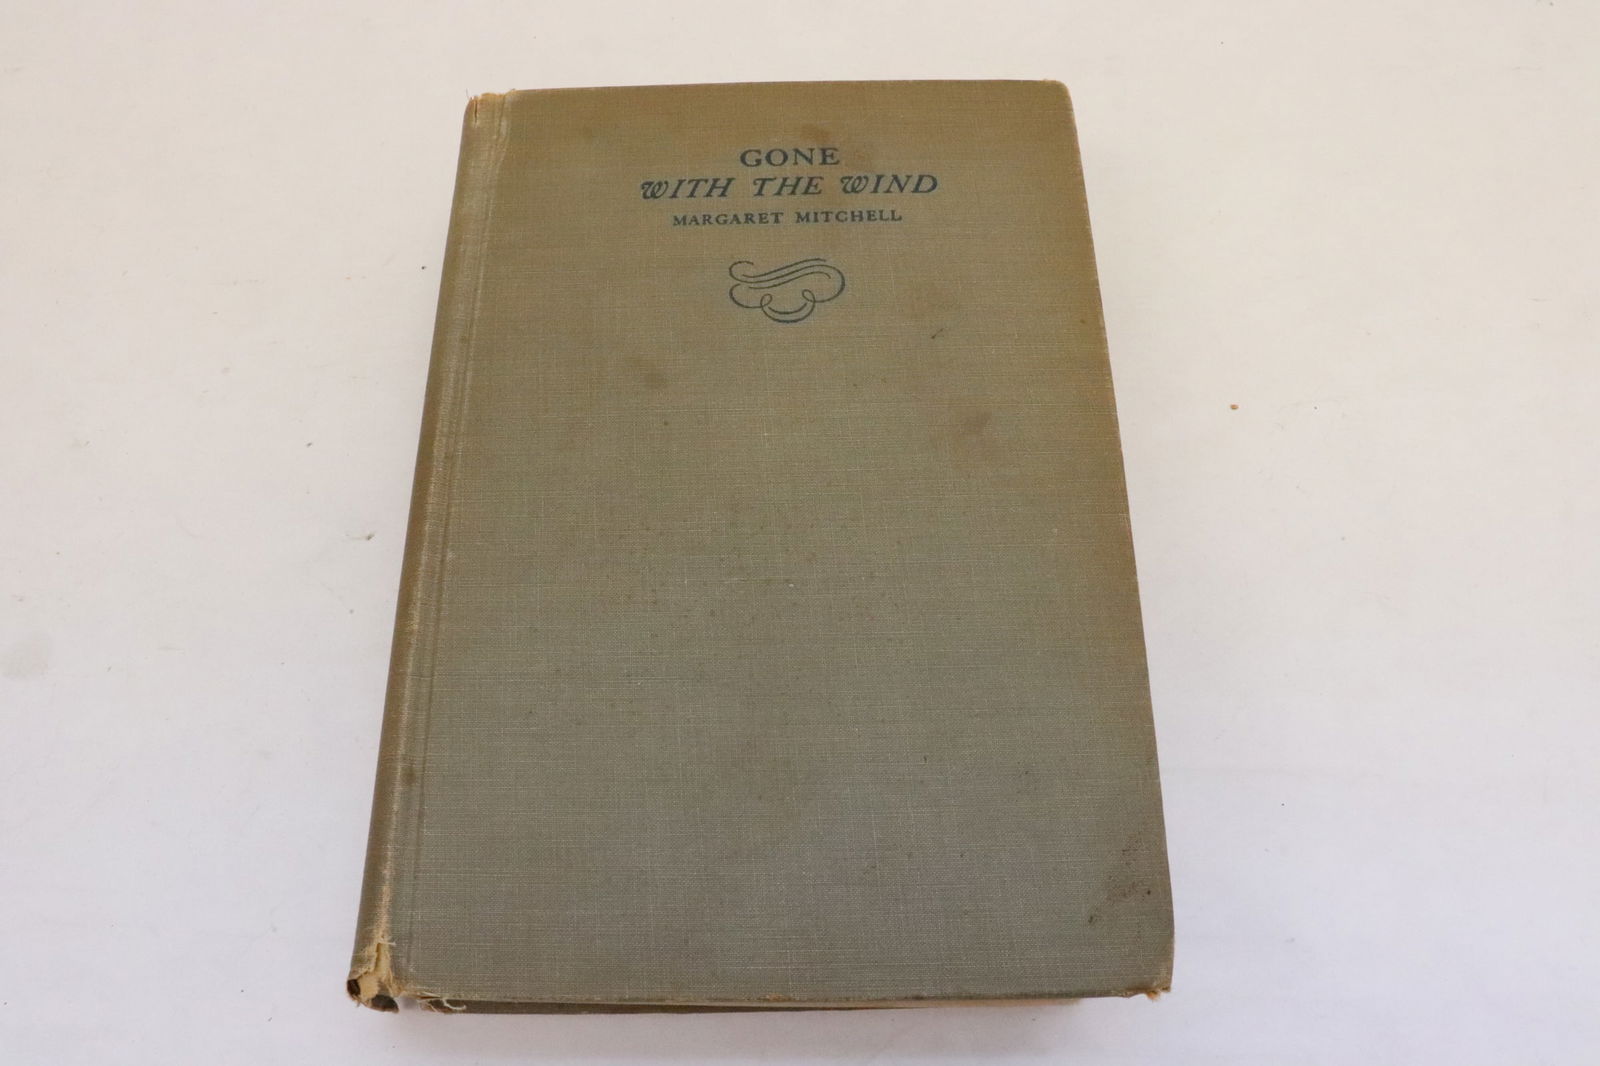 GONE
WITH THE WIND
MARGARET MITCHELL